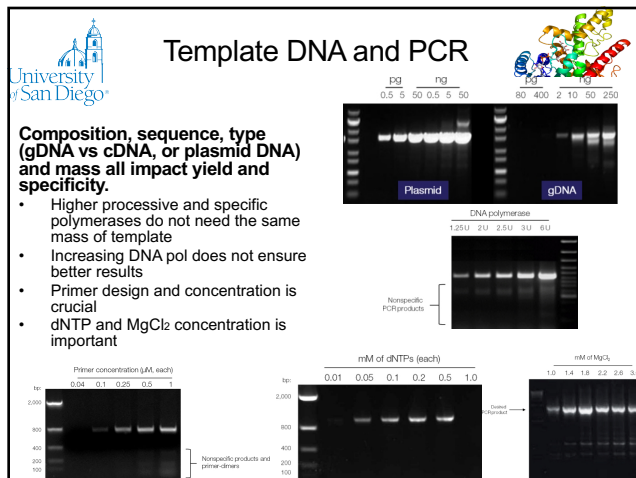 University
of San Diego®
Template DNA and PCR
pg ng
0.5 5 50 0.5 5 50
Plasmid
pg ng
80 400 2 10 50 250
gDNA
Composition, sequence, type
(gDNA vs cDNA, or plasmid DNA)
and mass all impact yield and
specificity.
• Higher processive and specific
polymerases do not need the same
mass of template
• Increasing DNA pol does not ensure
better results
• Primer design and concentration is
crucial
• dNTP and MgCl2 concentration is
important
DNA polymerase
1.25 U 2 U 2.5 U 3 U 6 U
Nonspecific
PCR products
Primer concentration (µM, each)
bp: 0.04 0.1 0.25 0.5 1
2,000
800
400
200
100
Nonspecific products and
primer-dimers
mM of dNTPs (each)
bp: 0.01 0.05 0.1 0.2 0.5 1.0
2,000
800
400
200
100
mM of MgCl2
1.0 1.4 1.8 2.2 2.6
Desired
PCR product